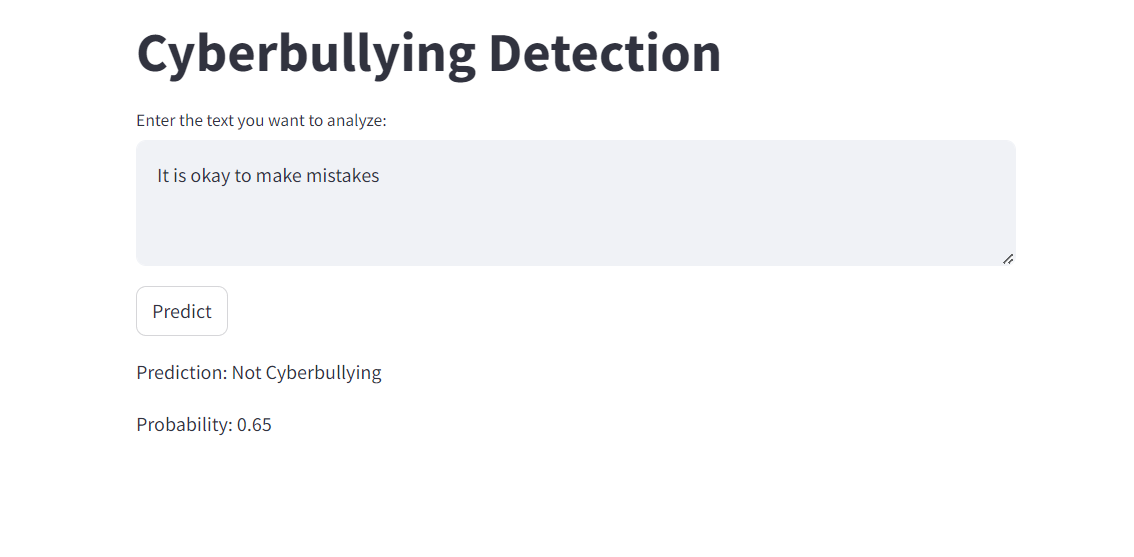 Cyberbullying Detection
Enter the text you want to analyze:
It is okay to make mistakes
Predict
Prediction: Not Cyberbullying
Probability: 0.65